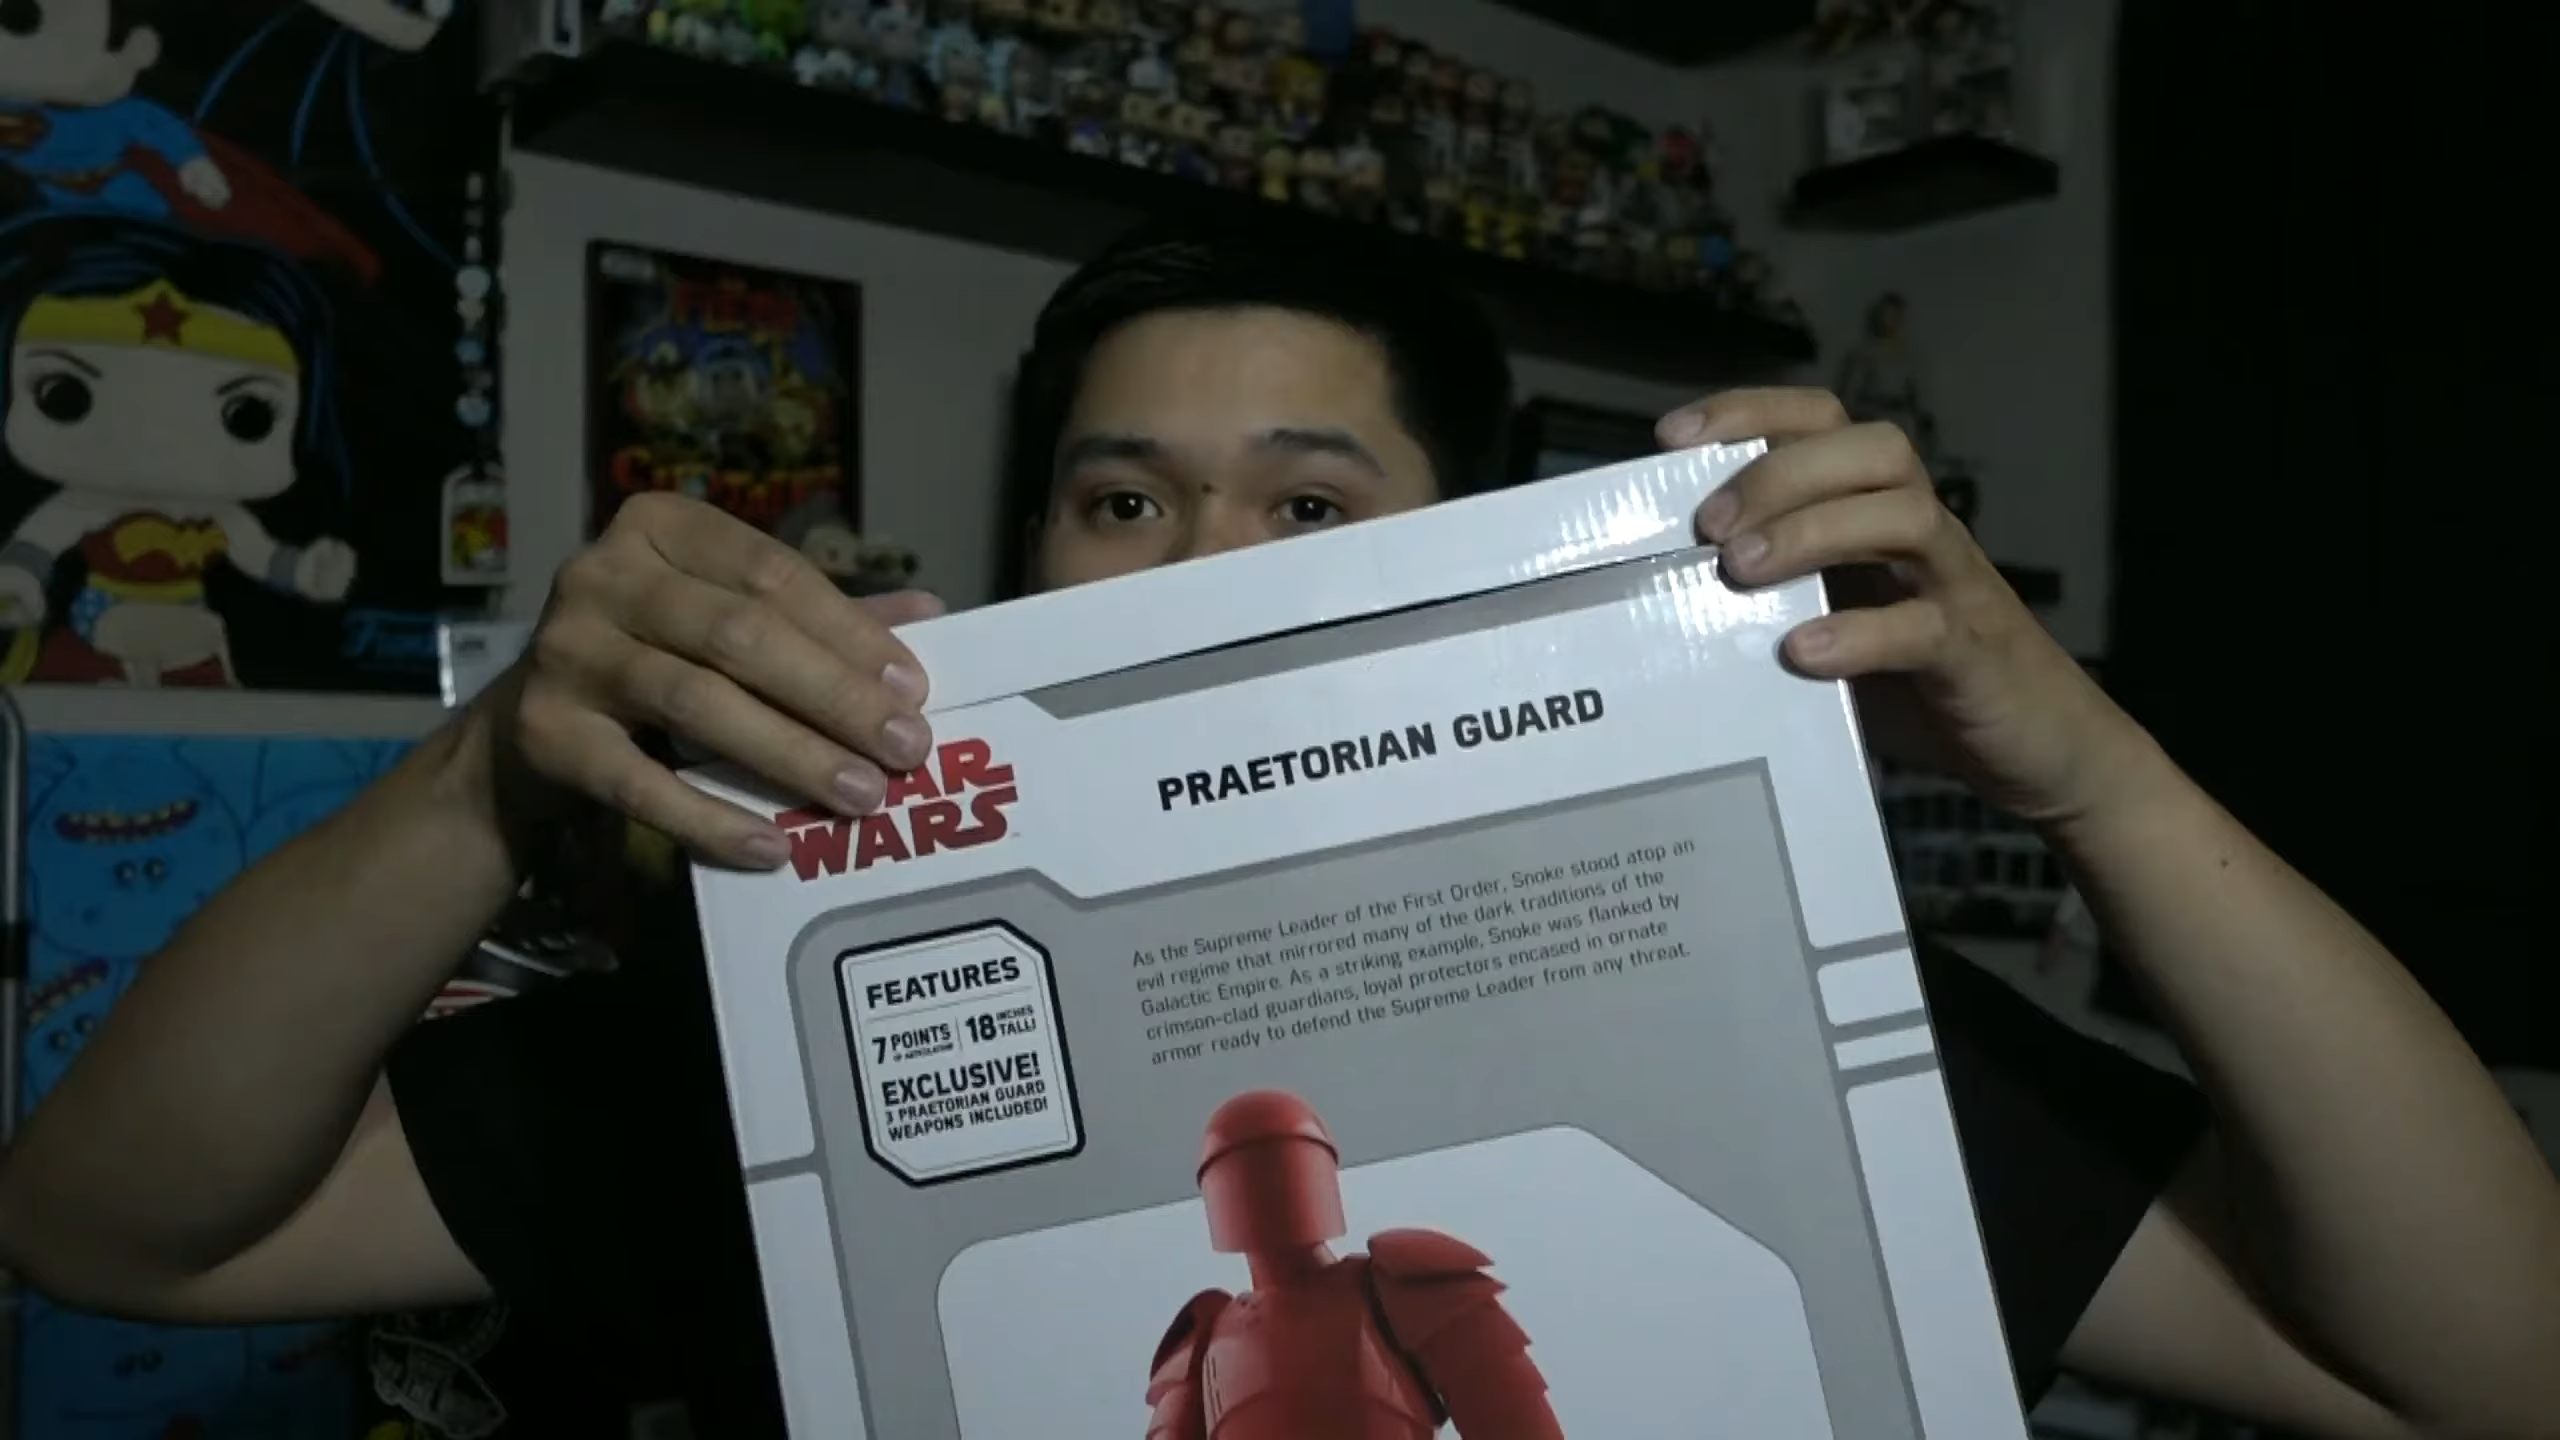 STAR
WARS
PRAETORIAN GUARD
As the Supreme Leader of the First Order, Snoke stood atop an
evil regime that mirrored many of the dark traditions of the
Galactic Empire. As a striking example, Snoke was flanked by
crimson-clad guardians, loyal protectors encased in ornate
armor ready to defend the Supreme Leader from any threat.
FEATURES
7 POINTS OF ARTICULATION 18 INCHES TALL!
EXCLUSIVE!
3 PRAETORIAN GUARD
WEAPONS INCLUDED!
Funko